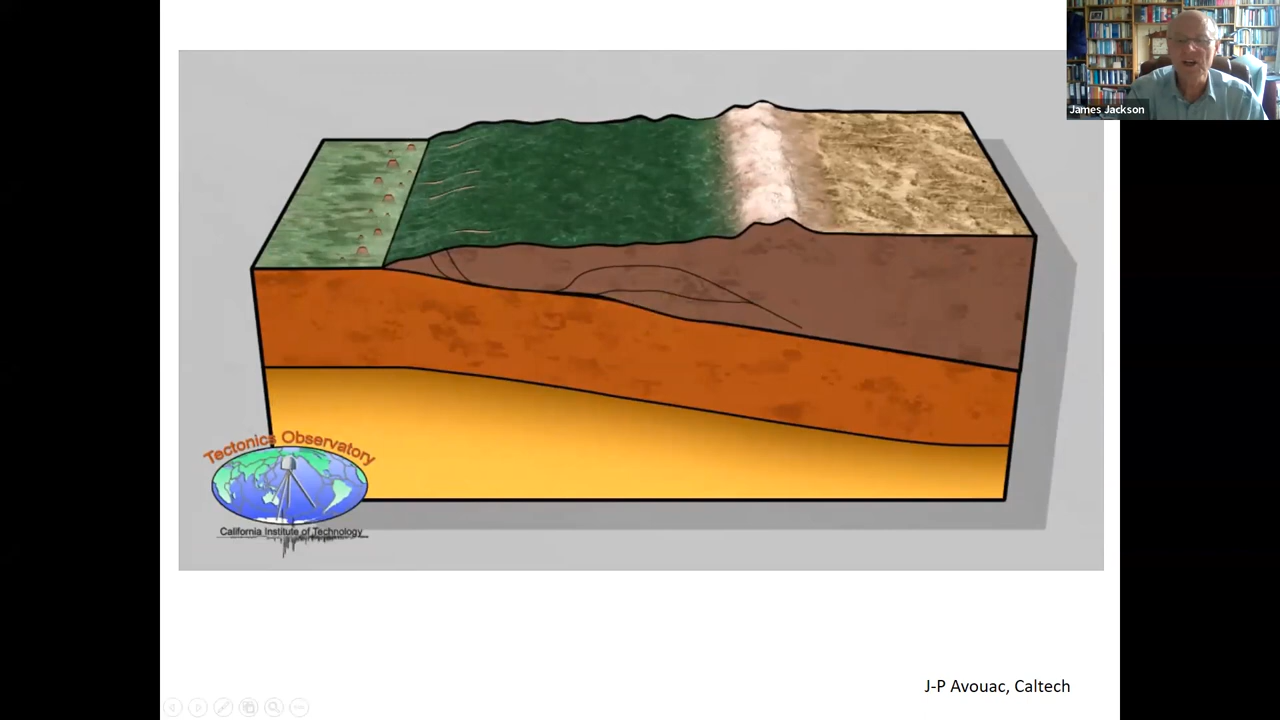 James Jackson
Tectonics Observatory
California Institute of Technology
J-P Avouac, Caltech